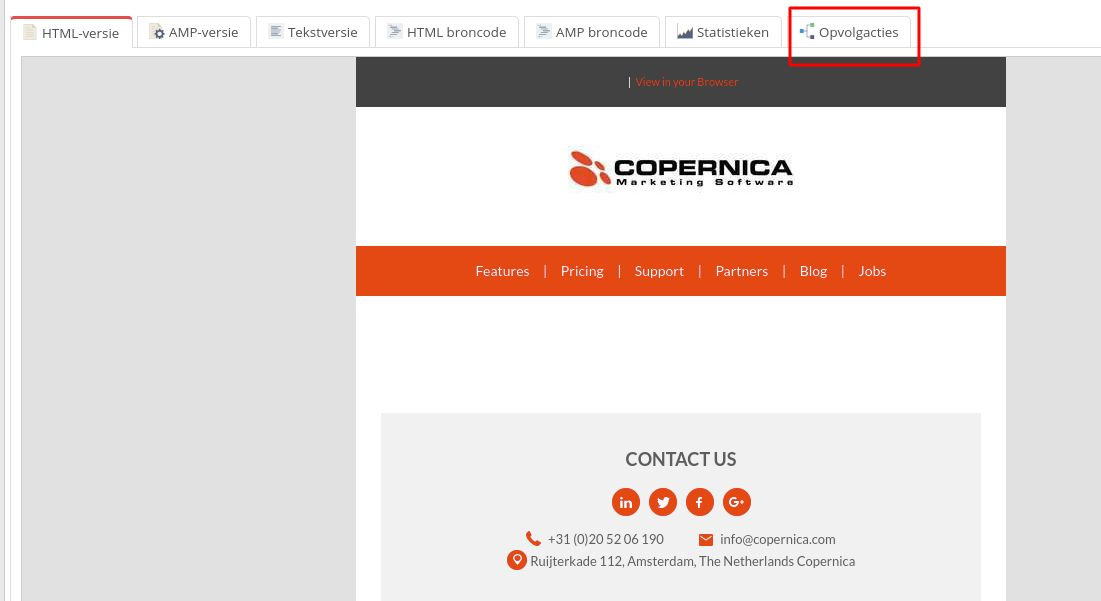 HTML-versie AMP-versie Tekstversie HTML broncode AMP broncode Statistieken Opvolgacties
| View in your Browser
COPERNICA
Marketing Software
Features | Pricing | Support | Partners | Blog | Jobs
CONTACT US
in f G+
+31 (0)20 52 06 190 info@copernica.com
Ruijterkade 112, Amsterdam, The Netherlands Copernica